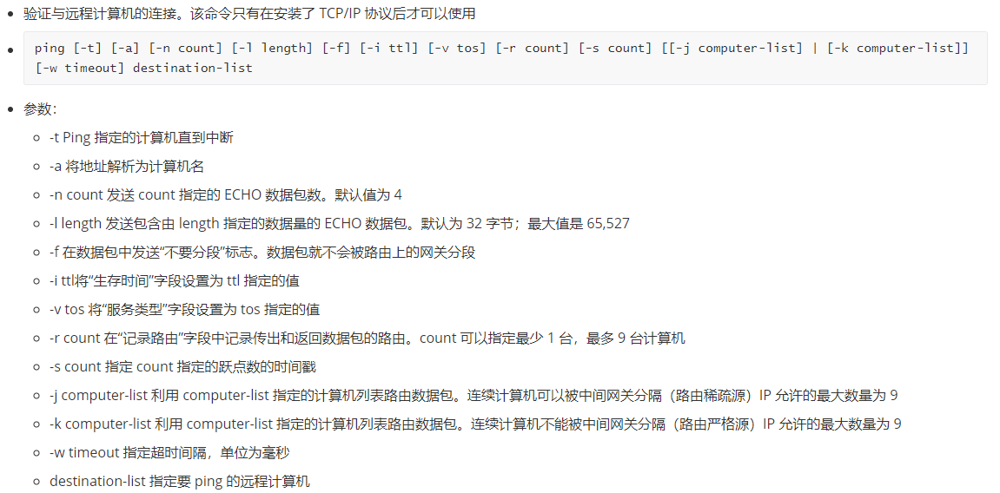 验证与远程计算机的连接。该命令只有在安装了 TCP/IP 协议后才可以使用
ping [-t] [-a] [-n count] [-l length] [-f] [-i ttl] [-v tos] [-r count] [-s count] [[-j computer-list] | [-k computer-list]]
[-w timeout] destination-list
参数：
-t Ping 指定的计算机直到中断
-a 将地址解析为计算机名
-n count 发送 count 指定的 ECHO 数据包数。默认值为 4
-l length 发送包含由 length 指定的数据量的 ECHO 数据包。默认为 32 字节；最大值是 65,527
-f 在数据包中发送“不要分段”标志。数据包就不会被路由上的网关分段
-i ttl将“生存时间”字段设置为 ttl 指定的值
-v tos 将“服务类型”字段设置为 tos 指定的值
-r count 在“记录路由”字段中记录传出和返回数据包的路由。count 可以指定最少 1 台，最多 9 台计算机
-s count 指定 count 指定的跃点数的时间戳
-j computer-list 利用 computer-list 指定的计算机列表路由数据包。连续计算机可以被中间网关分隔（路由稀疏源）IP 允许的最大数量为 9
-k computer-list 利用 computer-list 指定的计算机列表路由数据包。连续计算机不能被中间网关分隔（路由严格源）IP 允许的最大数量为 9
-w timeout 指定超时间隔，单位为毫秒
destination-list 指定要 ping 的远程计算机